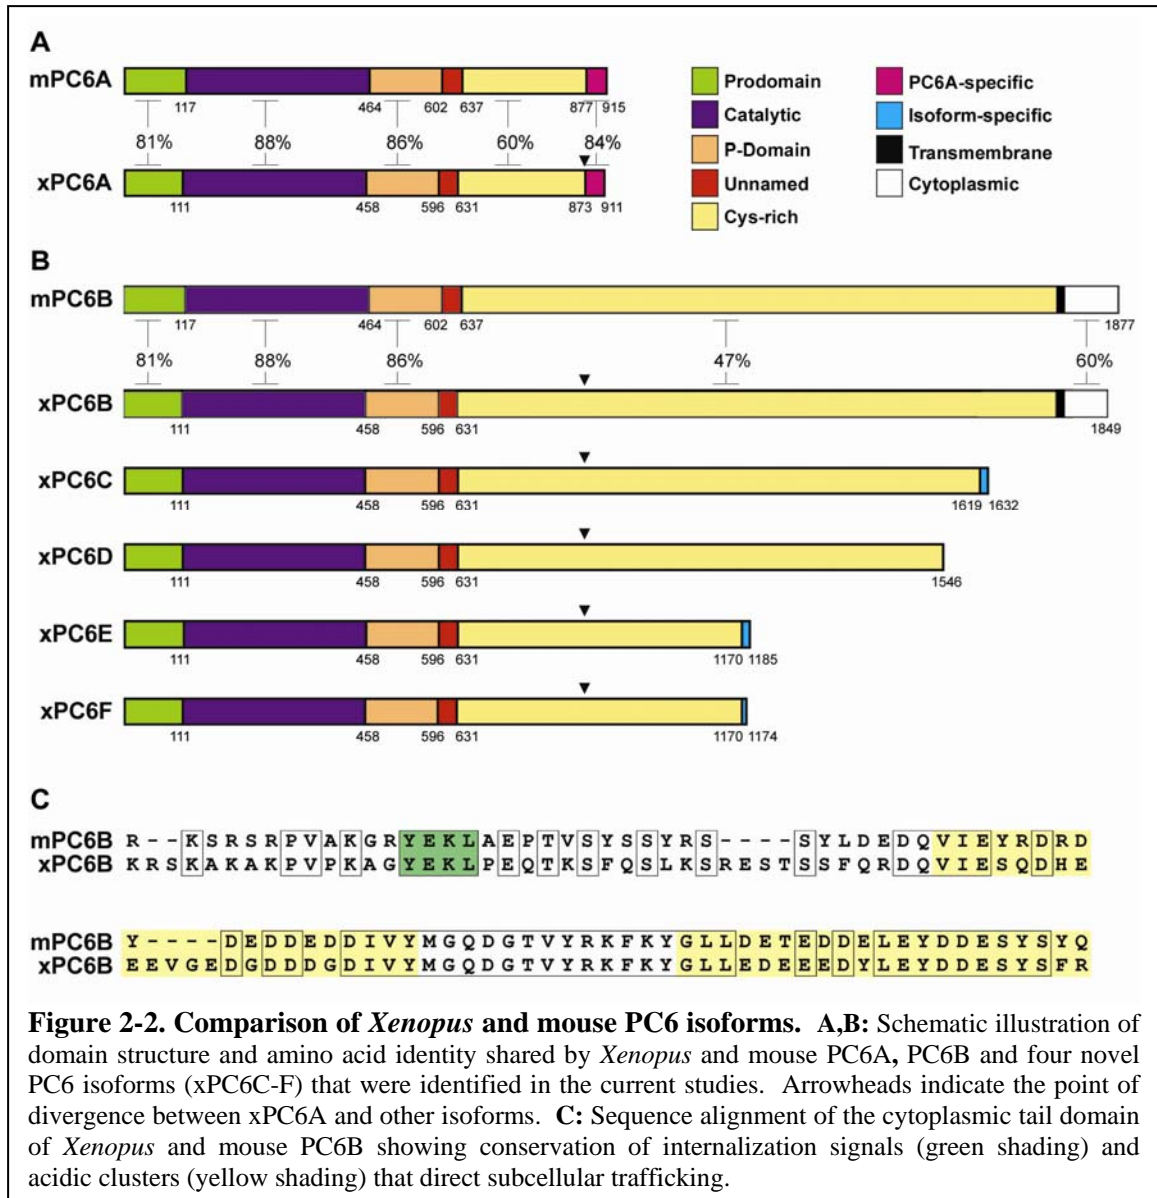 A
mPC6A
117 464 602 637 877 915
81% 88% 86% 60% 84%
xPC6A
111 458 596 631 873 911
Prodomain
Catalytic
P-Domain
Unnamed
Cys-rich
PC6A-specific
Isoform-specific
Transmembrane
Cytoplasmic
B
mPC6B
117 464 602 637 1877
81% 88% 86% 47% 60%
xPC6B
111 458 596 631 1849
xPC6C
111 458 596 631 1619 1632
xPC6D
111 458 596 631 1546
xPC6E
111 458 596 631 1170 1185
xPC6F
111 458 596 631 1170 1174
C
mPC6B R - - K S R S R P V A K G R Y E K L A E P T V S Y S S Y R S - - - - S Y L D E D Q V I E Y R D R D
xPC6B K R S K A K A K P V P K A G Y E K L P E Q T K S F Q S L K S R E S T S S F Q R D Q V I E S Q D H E
mPC6B Y - - - - D E D D E D D I V Y M G Q D G T V Y R K F K Y G L L D E T E D D E L E Y D D E S Y S Y Q
xPC6B E E V G E D G D D D G D I V Y M G Q D G T V Y R K F K Y G L L E D E E E D Y L E Y D D E S Y S F R
Figure 2-2. Comparison of Xenopus and mouse PC6 isoforms. A,B: Schematic illustration of
domain structure and amino acid identity shared by Xenopus and mouse PC6A, PC6B and four novel
PC6 isoforms (xPC6C-F) that were identified in the current studies. Arrowheads indicate the point of
divergence between xPC6A and other isoforms. C: Sequence alignment of the cytoplasmic tail domain
of Xenopus and mouse PC6B showing conservation of internalization signals (green shading) and
acidic clusters (yellow shading) that direct subcellular trafficking.